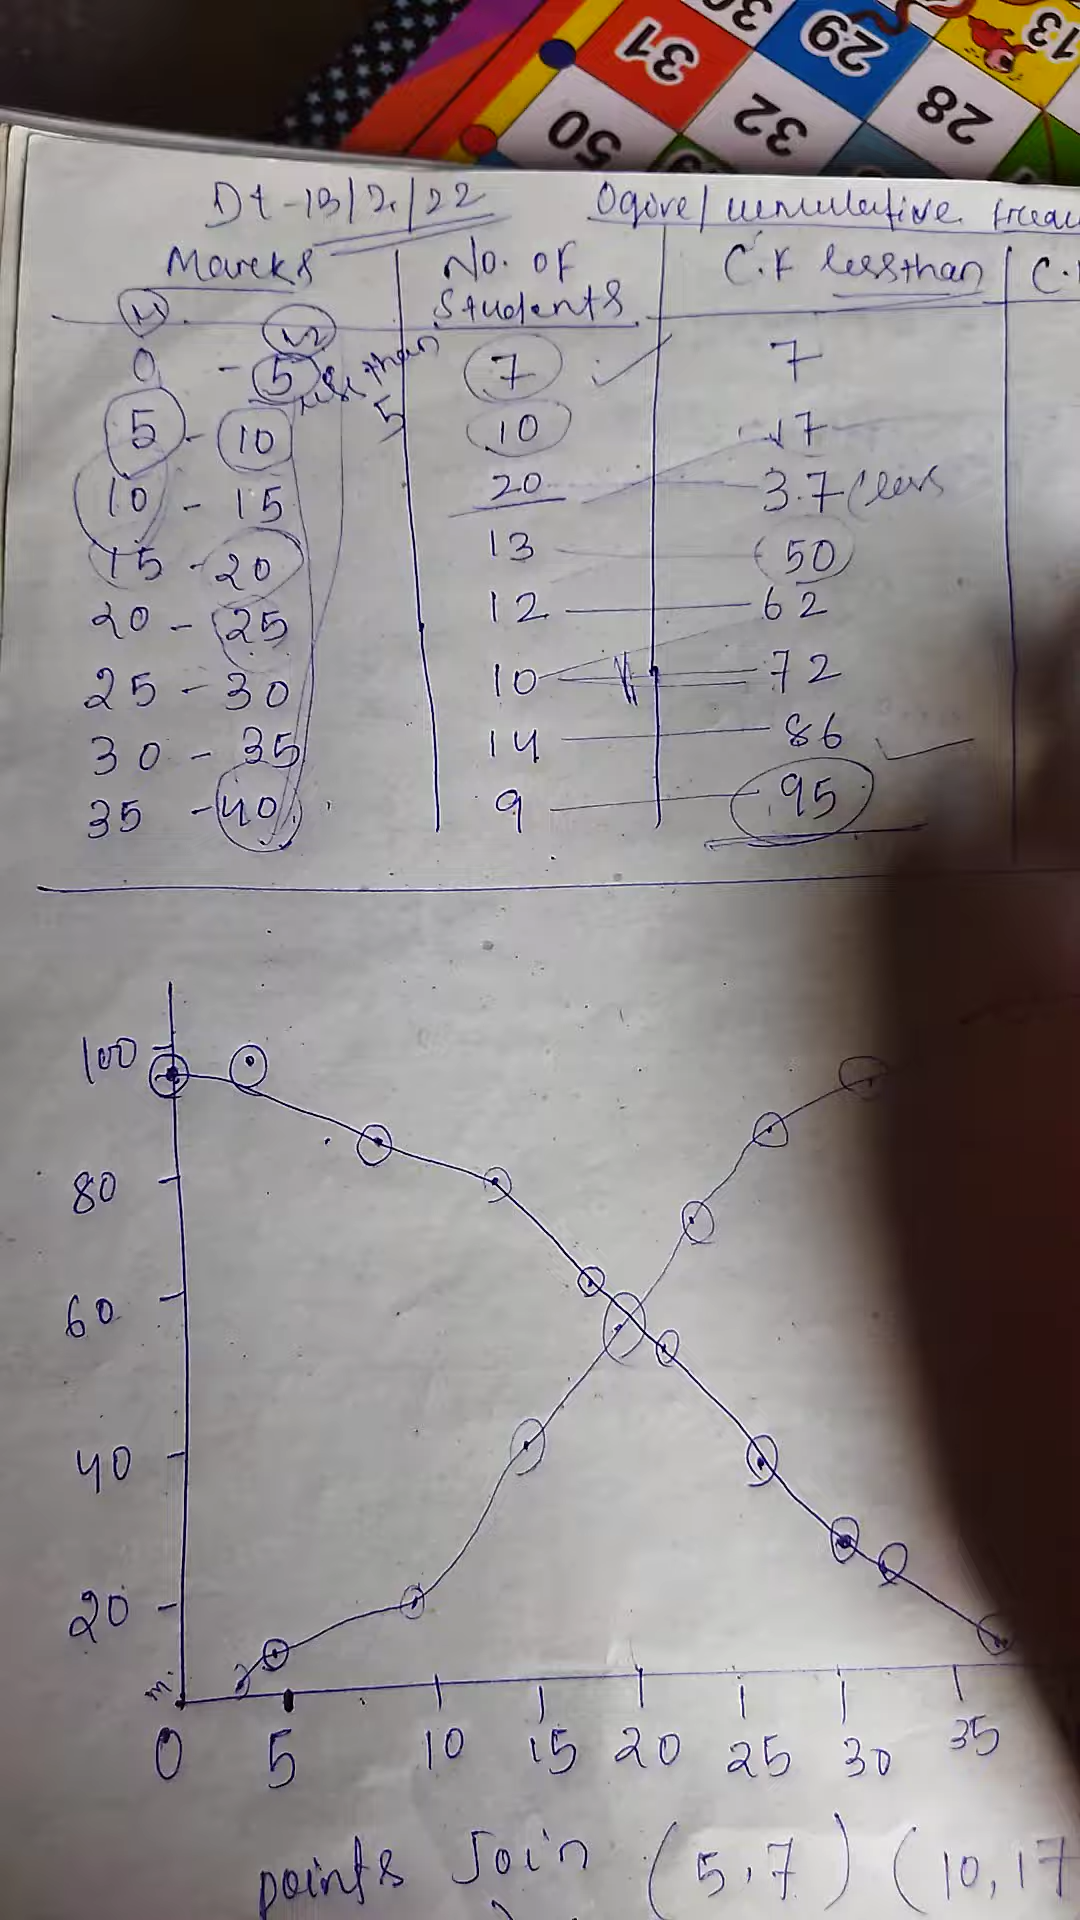 30 13
31 29
28
50 32
Dt-13/2/22 Ogive/cumulative
Marks No. of Students C.F less than C.
0 - 5 less than 5 7 7
5 - 10 10 17
10 - 15 20 37 (less
15 - 20 13 50
20 - 25 12 62
25 - 30 10 72
30 - 35 14 86
35 - 40 9 95
100
80
60
40
20
0 5 10 15 20 25 30 35
points Join (5,7) (10,17